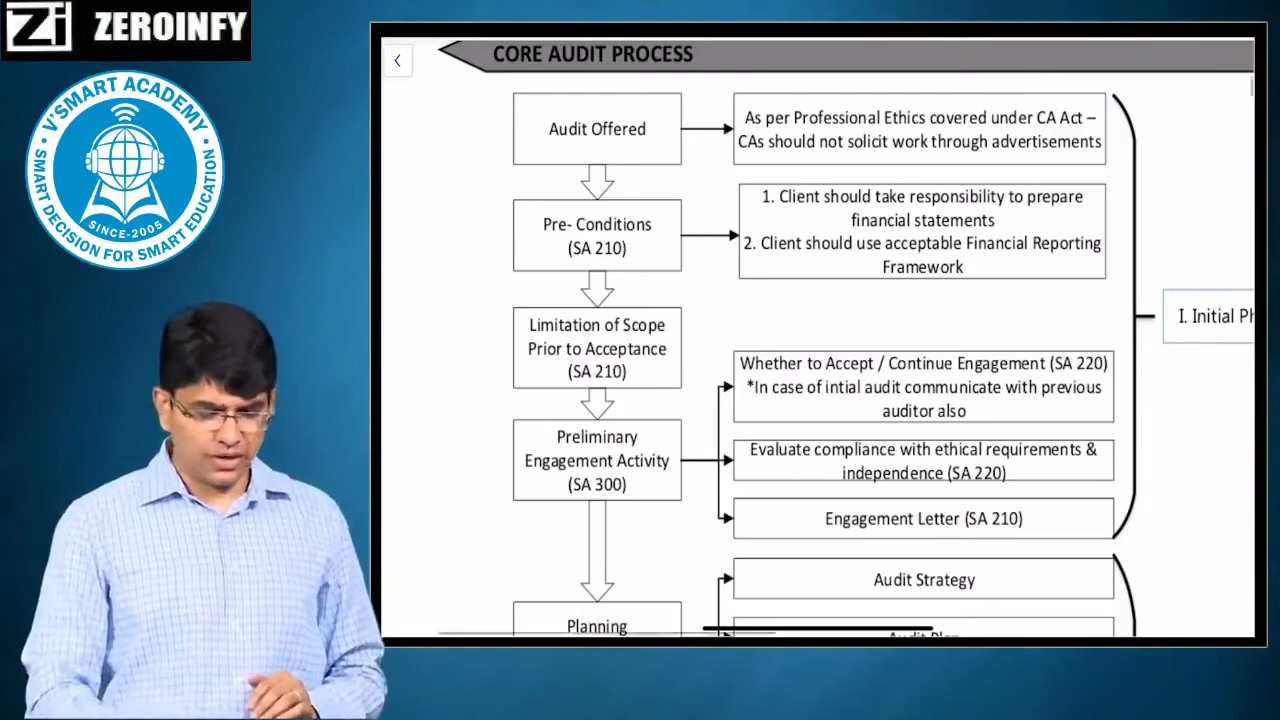 Zi ZEROINFY
V'SMART ACADEMY
SMART DECISION FOR SMART EDUCATION
SINCE-2005
CORE AUDIT PROCESS
Audit Offered
As per Professional Ethics covered under CA Act –
CAs should not solicit work through advertisements
Pre- Conditions
(SA 210)
1. Client should take responsibility to prepare
financial statements
2. Client should use acceptable Financial Reporting
Framework
Limitation of Scope
Prior to Acceptance
(SA 210)
I. Initial
Preliminary
Engagement Activity
(SA 300)
Whether to Accept / Continue Engagement (SA 220)
*In case of intial audit communicate with previous
auditor also
Evaluate compliance with ethical requirements &
independence (SA 220)
Engagement Letter (SA 210)
Planning
Audit Strategy